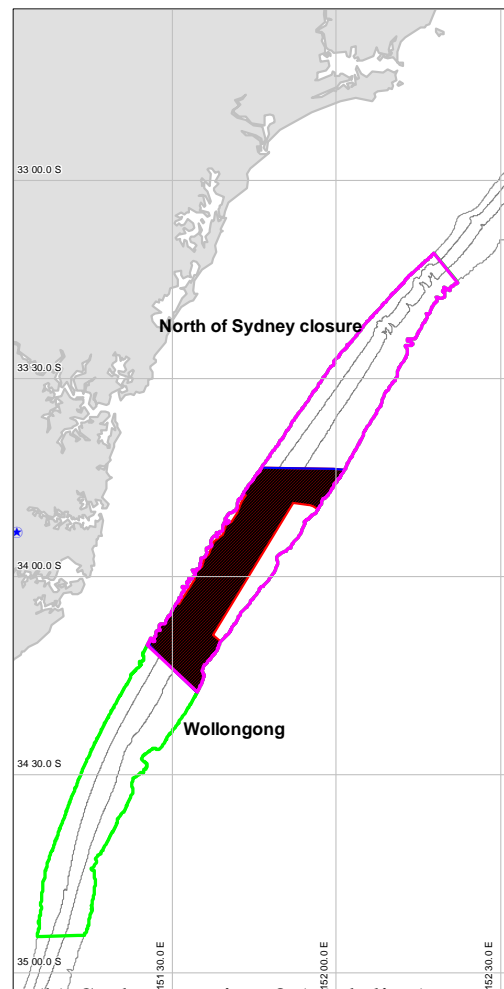 33 00.0 S
North of Sydney closure
33 30.0 S
34 00.0 S
Wollongong
34 30.0 S
35 00.0 S
151 30.0 E
152 00.0 E
152 30.0 E